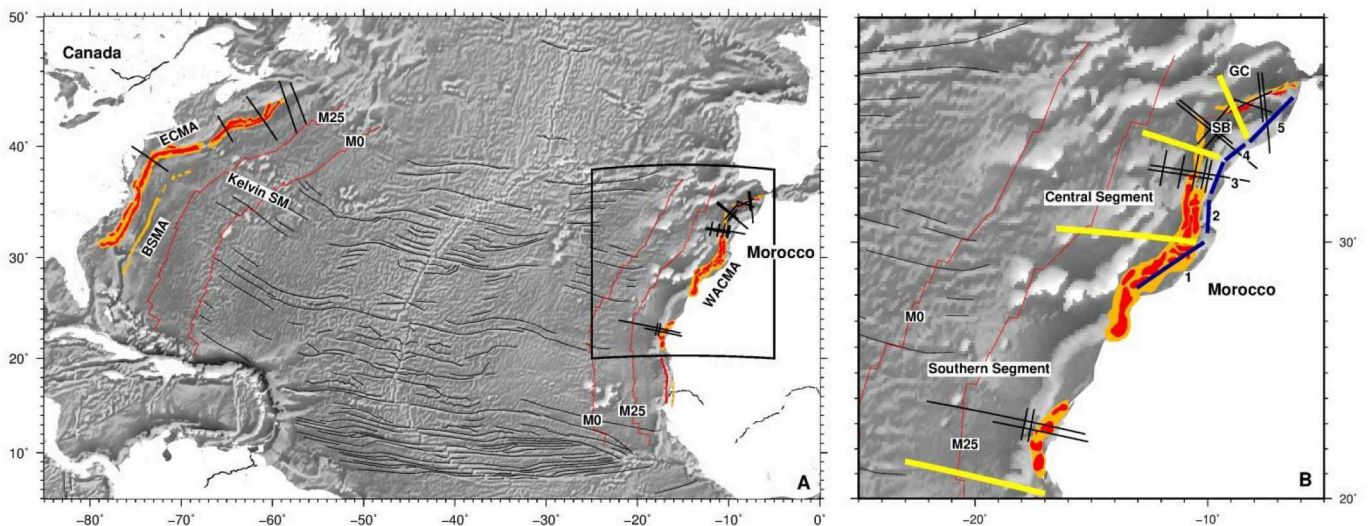 50˚
40˚
30˚
20˚
10˚
Canada
ECMA
BSMA
Kelvin SM
M25
M0
Morocco
WACMA
M0
M25
A
−80˚ −70˚ −60˚ −50˚ −40˚ −30˚ −20˚ −10˚ 0˚
GC
SB
5
4
3
Central Segment
2
1
Morocco
M0
Southern Segment
M25
B
30˚
20˚
−20˚ −10˚